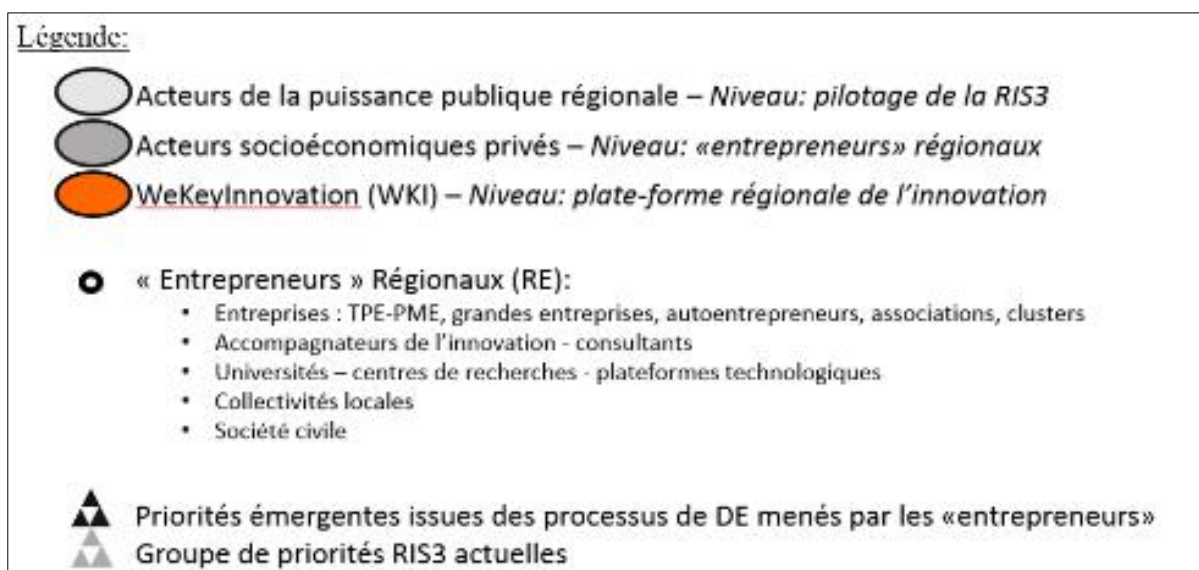 Légende:
Acteurs de la puissance publique régionale – Niveau: pilotage de la RIS3
Acteurs socioéconomiques privés – Niveau: «entrepreneurs» régionaux
WeKeyInnovation (WKI) – Niveau: plate-forme régionale de l’innovation
« Entrepreneurs » Régionaux (RE):
• Entreprises : TPE-PME, grandes entreprises, autoentrepreneurs, associations, clusters
• Accompagnateurs de l’innovation - consultants
• Universités – centres de recherches - plateformes technologiques
• Collectivités locales
• Société civile
Priorités émergentes issues des processus de DE menés par les «entrepreneurs»
Groupe de priorités RIS3 actuelles